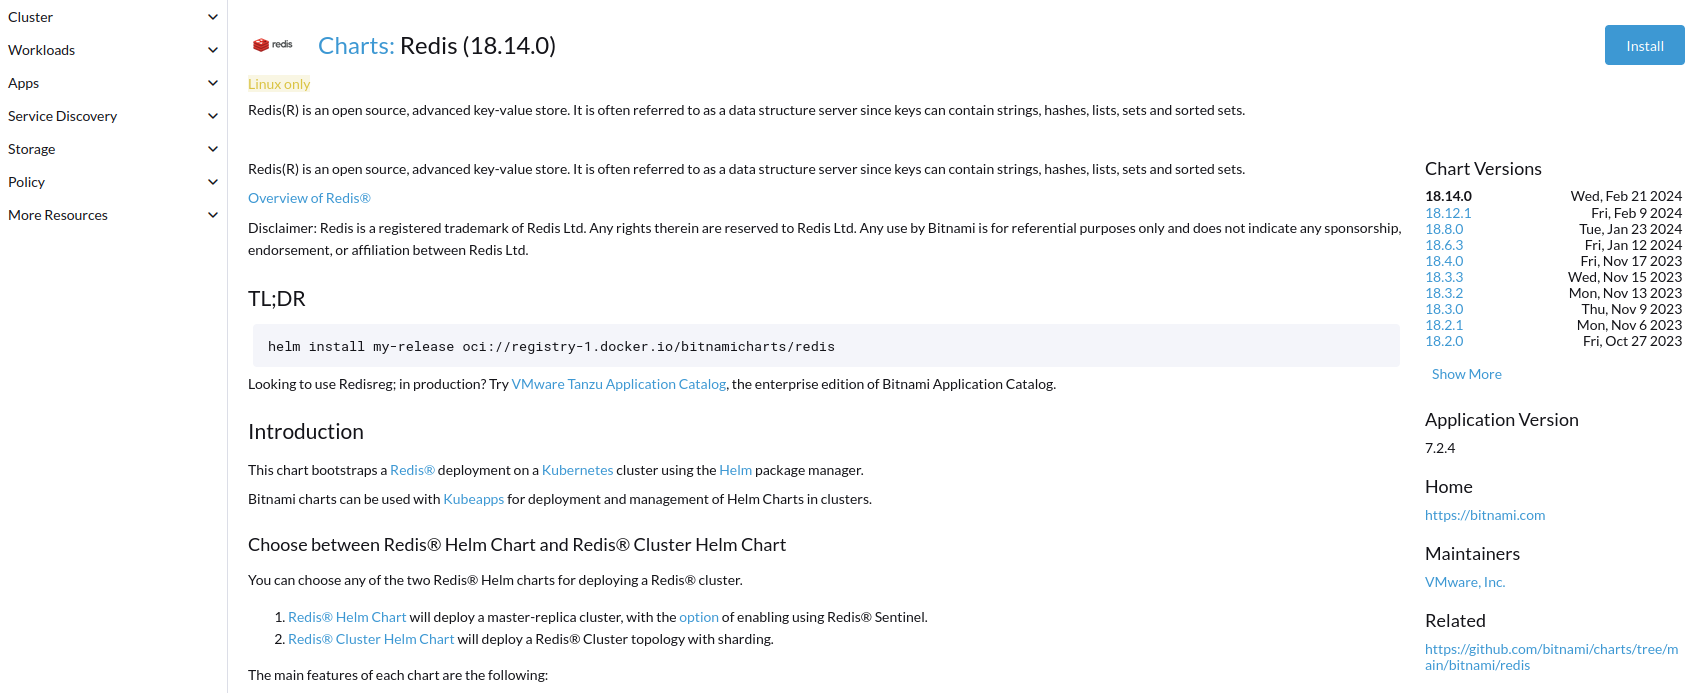 Cluster
Workloads
Apps
Service Discovery
Storage
Policy
More Resources
redis
Charts: Redis (18.14.0)
Install
Linux only
Redis(R) is an open source, advanced key-value store. It is often referred to as a data structure server since keys can contain strings, hashes, lists, sets and sorted sets.
Redis(R) is an open source, advanced key-value store. It is often referred to as a data structure server since keys can contain strings, hashes, lists, sets and sorted sets.
Overview of Redis®
Disclaimer: Redis is a registered trademark of Redis Ltd. Any rights therein are reserved to Redis Ltd. Any use by Bitnami is for referential purposes only and does not indicate any sponsorship,
endorsement, or affiliation between Redis Ltd.
TL;DR
helm install my-release oci://registry-1.docker.io/bitnamicharts/redis
Looking to use Redisreg; in production? Try VMware Tanzu Application Catalog, the enterprise edition of Bitnami Application Catalog.
Introduction
This chart bootstraps a Redis® deployment on a Kubernetes cluster using the Helm package manager.
Bitnami charts can be used with Kubeapps for deployment and management of Helm Charts in clusters.
Choose between Redis® Helm Chart and Redis® Cluster Helm Chart
You can choose any of the two Redis® Helm charts for deploying a Redis® cluster.
1. Redis® Helm Chart will deploy a master-replica cluster, with the option of enabling using Redis® Sentinel.
2. Redis® Cluster Helm Chart will deploy a Redis® Cluster topology with sharding.
The main features of each chart are the following:
Chart Versions
18.14.0 Wed, Feb 21 2024
18.12.1 Fri, Feb 9 2024
18.8.0 Tue, Jan 23 2024
18.6.3 Fri, Jan 12 2024
18.4.0 Fri, Nov 17 2023
18.3.3 Wed, Nov 15 2023
18.3.2 Mon, Nov 13 2023
18.3.0 Thu, Nov 9 2023
18.2.1 Mon, Nov 6 2023
18.2.0 Fri, Oct 27 2023
Show More
Application Version
7.2.4
Home
https://bitnami.com
Maintainers
VMware, Inc.
Related
https://github.com/bitnami/charts/tree/m
ain/bitnami/redis